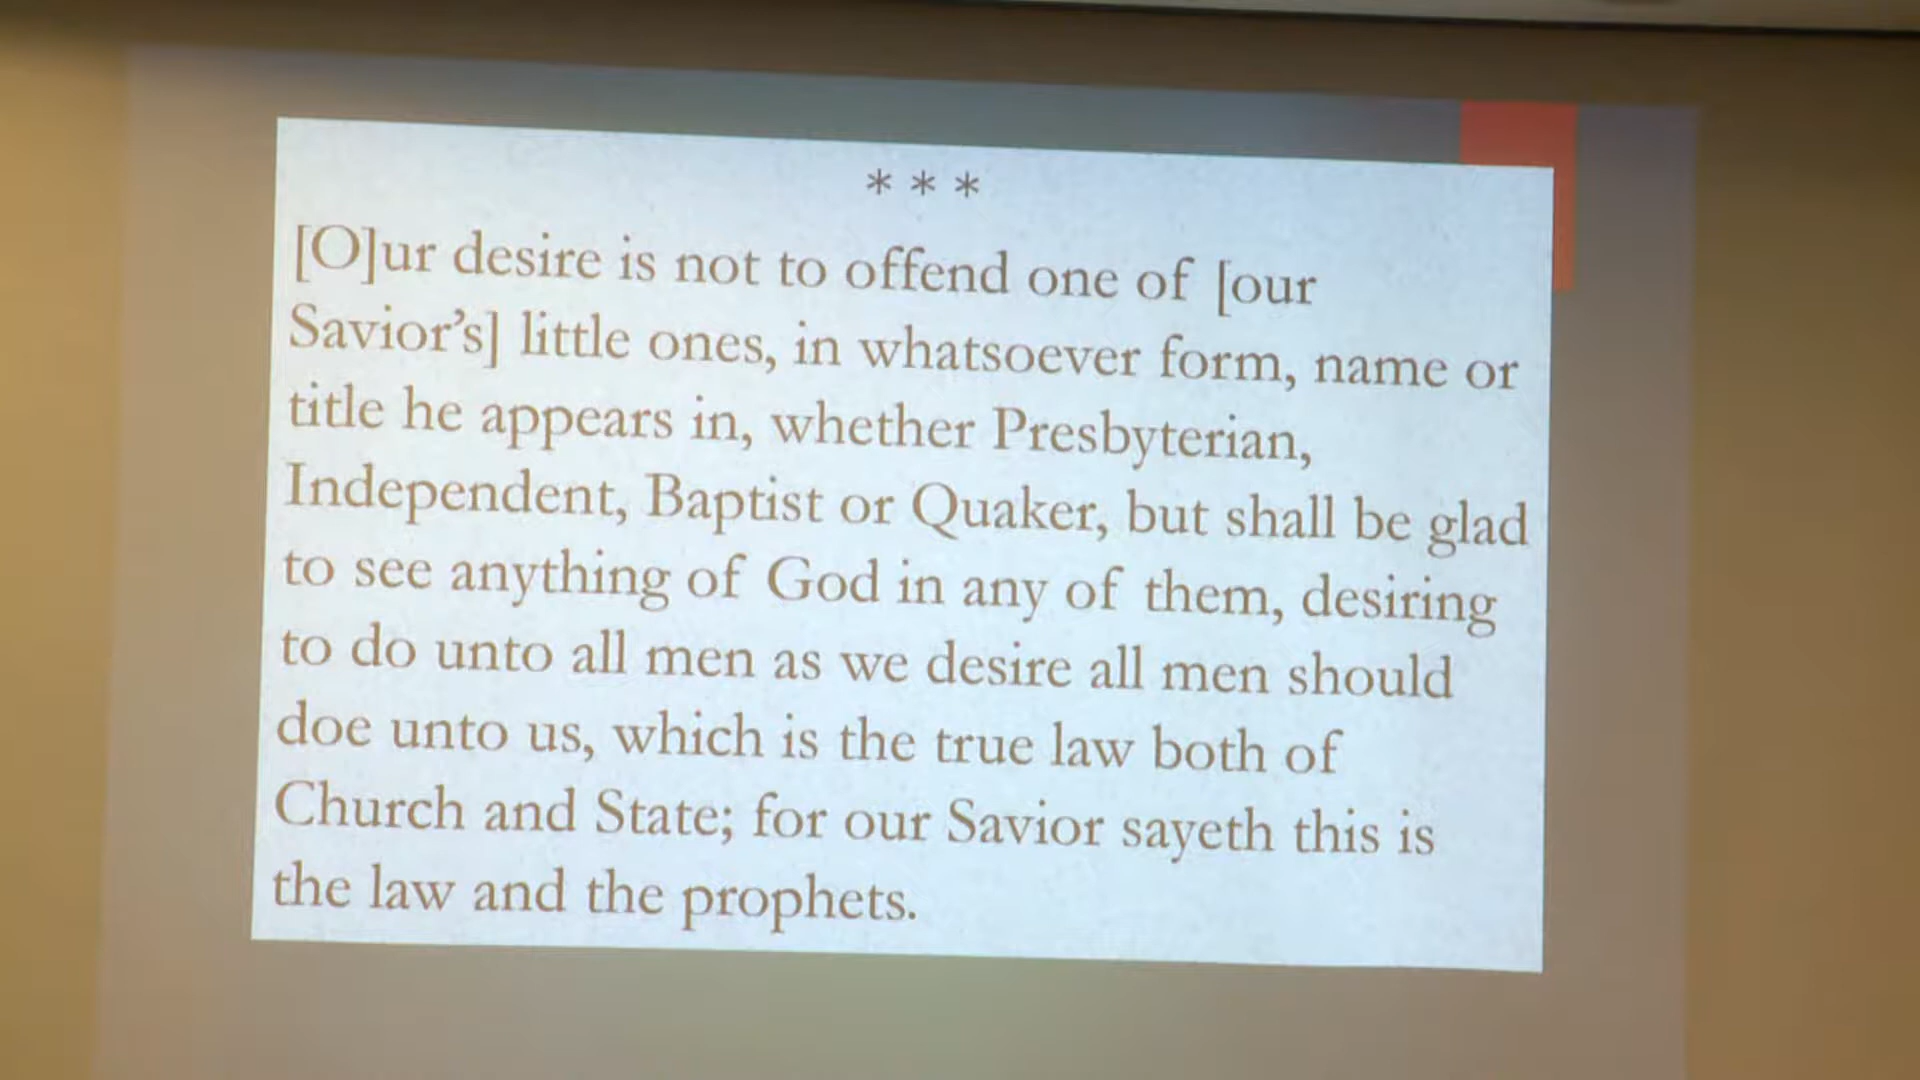 * * *
[O]ur desire is not to offend one of [our
Savior’s] little ones, in whatsoever form, name or
title he appears in, whether Presbyterian,
Independent, Baptist or Quaker, but shall be glad
to see anything of God in any of them, desiring
to do unto all men as we desire all men should
doe unto us, which is the true law both of
Church and State; for our Savior sayeth this is
the law and the prophets.